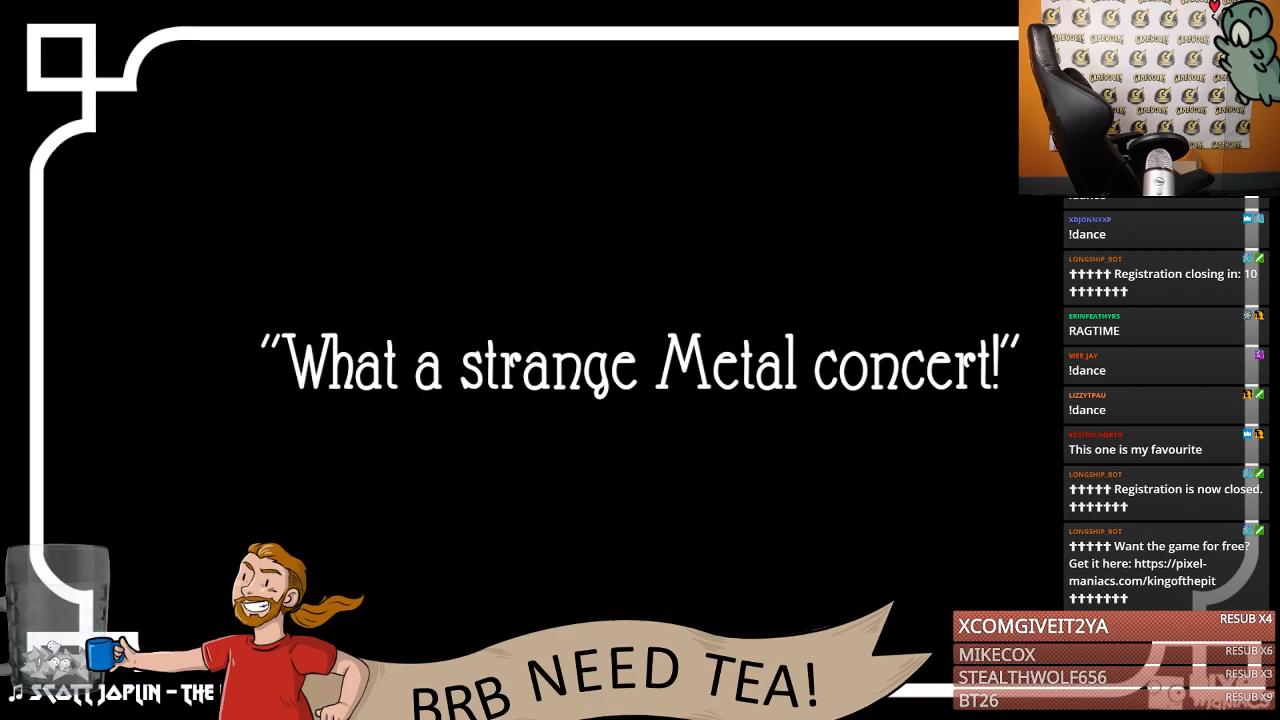 "What a strange Metal concert!"
XDJONNYXP
!dance
LONGSHIP_BOT
✝✝✝✝✝ Registration closing in: 10
✝✝✝✝✝✝✝
ERINFEATHYRS
RAGTIME
WEE_JAY
!dance
LIZZYTPAU
!dance
KESTRELNORTH
This one is my favourite
LONGSHIP_BOT
✝✝✝✝✝ Registration is now closed.
✝✝✝✝✝✝✝
LONGSHIP_BOT
✝✝✝✝✝ Want the game for free?
Get it here: https://pixel-
maniacs.com/kingofthepit
✝✝✝✝✝✝✝
XCOMGIVEIT2YA RESUB X4
MIKECOX RESUB X6
STEALTHWOLF656 RESUB X3
BT26 RESUB X9
♫ SCOTT JOPLIN - THE
BRB NEED TEA!